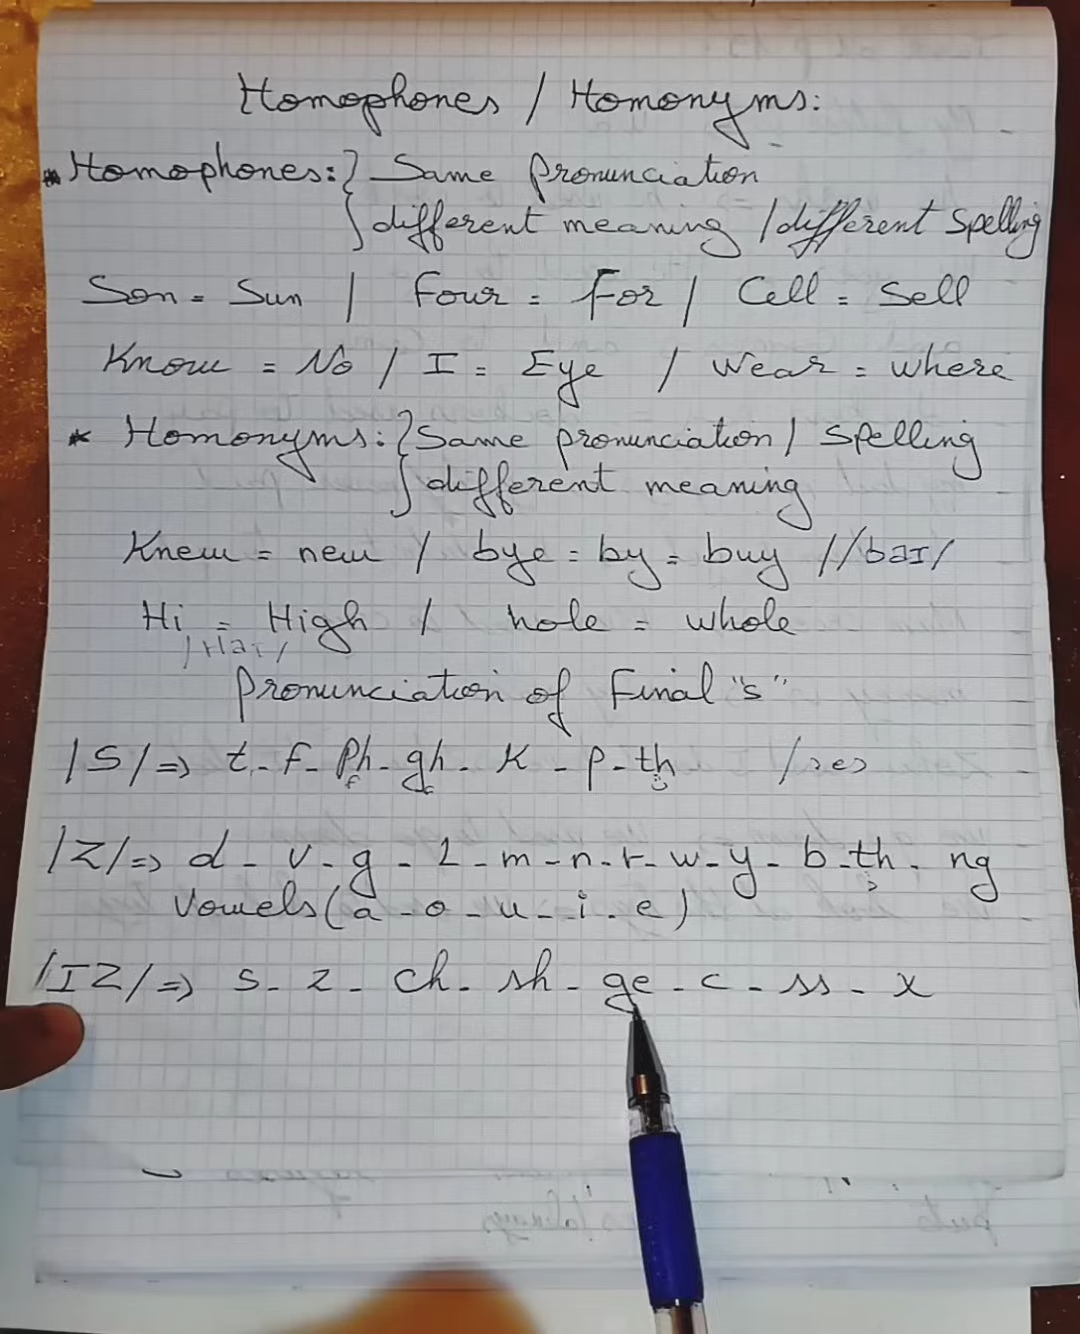 Homophones / Homonyms:
* Homophones: } Same pronunciation
{ different meaning / different spelling
Son = Sun | Four = For / Cell = Sell
Know = No / I = Eye / Wear = where
* Homonyms: { Same pronunciation / spelling
} different meaning
Knew = new / bye = by = buy //baI/
Hi = High / hole = whole
/HaI/
Pronunciation of Final "s"
/S/ => t - f - ph - gh - K - p - th
f
/Z/ => d - v - g - l - m - n - r - w - y - b - th - ng
Vowels (a - o - u - i - e)
/IZ/ => s - z - ch - sh - ge - c - ss - x